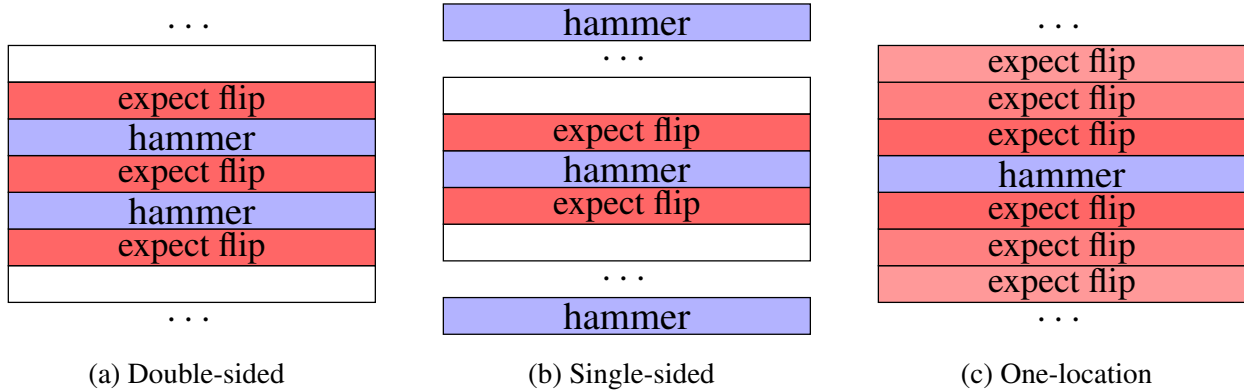 . . .
expect flip
hammer
expect flip
hammer
expect flip
. . .
(a) Double-sided
hammer
. . .
expect flip
hammer
expect flip
. . .
hammer
(b) Single-sided
. . .
expect flip
expect flip
expect flip
hammer
expect flip
expect flip
expect flip
. . .
(c) One-location